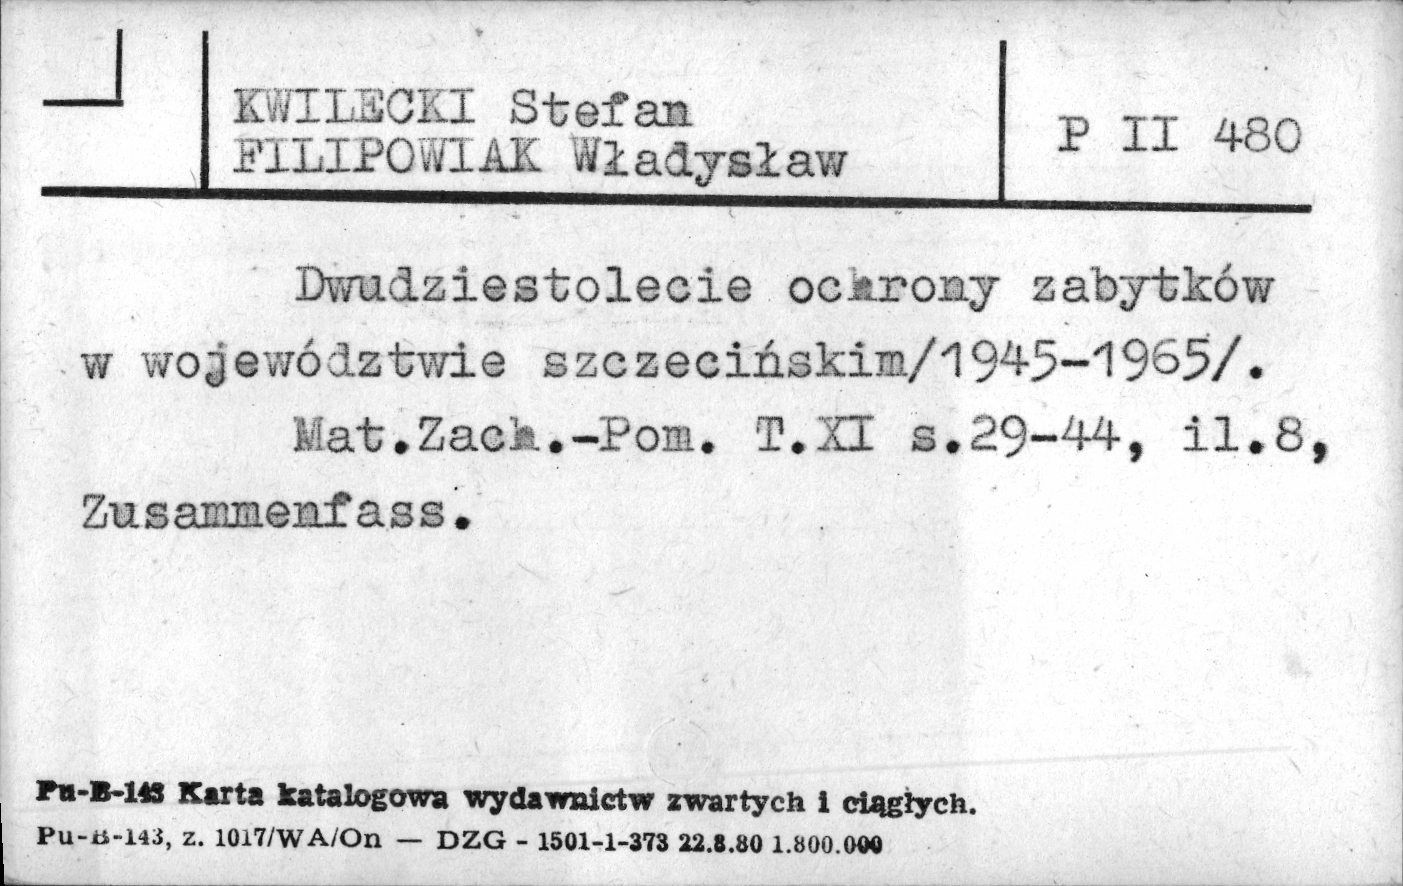 KWILECKI Stefan
FILIPOWIAK Władysław
P II 480
Dwudziestolecie ochrony zabytków
w województwie szczecińskim/1945-1965/.
Mat.Zach.-Pom. T.XI s.29-44, il.8,
Zusammenfass.
Pu-B-143 Karta katalogowa wydawnictw zwartych i ciągłych.
Pu-B-143, z. 1017/WA/On — DZG - 1501-1-373 22.8.80 1.800.000